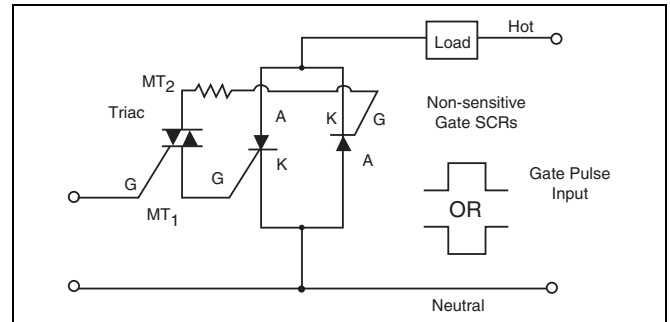 Hot
Load
MT2
A
K
G
Non-sensitive
Gate SCRs
Triac
G
G
K
A
MT1
Gate Pulse
Input
OR
Neutral